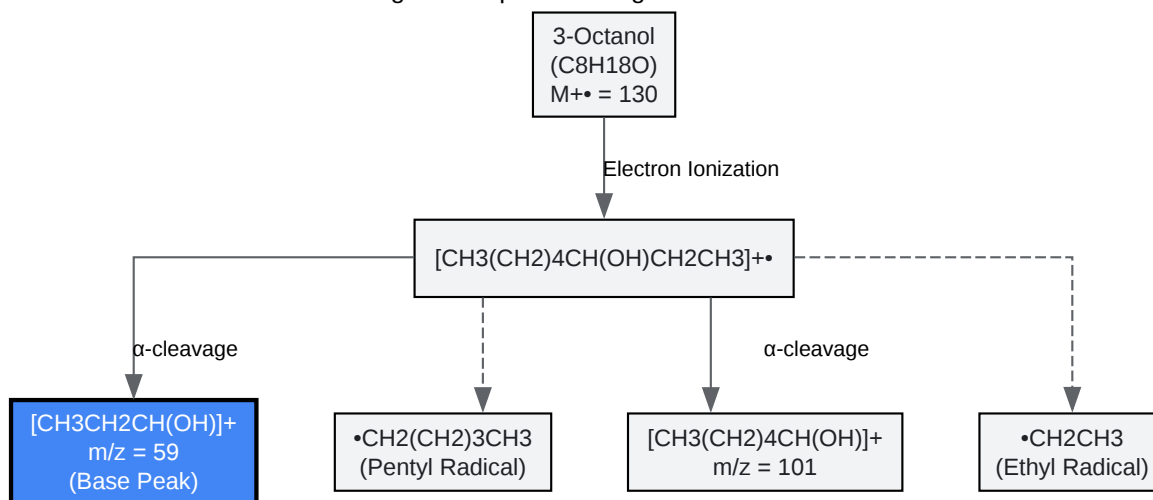 3-Octanol
(C8H18O)
M+• = 130
Electron Ionization
[CH3(CH2)4CH(OH)CH2CH3]+•
α-cleavage
α-cleavage
[CH3CH2CH(OH)]+
m/z = 59
(Base Peak)
•CH2(CH2)3CH3
(Pentyl Radical)
[CH3(CH2)4CH(OH)]+
m/z = 101
•CH2CH3
(Ethyl Radical)